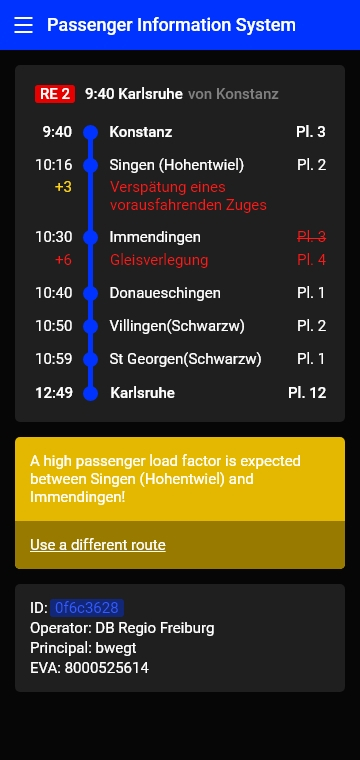 Passenger Information System
RE 2 9:40 Karlsruhe von Konstanz
9:40 Konstanz Pl. 3
10:16 Singen (Hohentwiel) Pl. 2
+3 Verspätung eines
vorausfahrenden Zuges
10:30 Immendingen Pl. 3
+6 Gleisverlegung Pl. 4
10:40 Donaueschingen Pl. 1
10:50 Villingen(Schwarzw) Pl. 2
10:59 St Georgen(Schwarzw) Pl. 1
12:49 Karlsruhe Pl. 12
A high passenger load factor is expected
between Singen (Hohentwiel) and
Immendingen!
Use a different route
ID: 0f6c3628
Operator: DB Regio Freiburg
Principal: bwegt
EVA: 8000525614